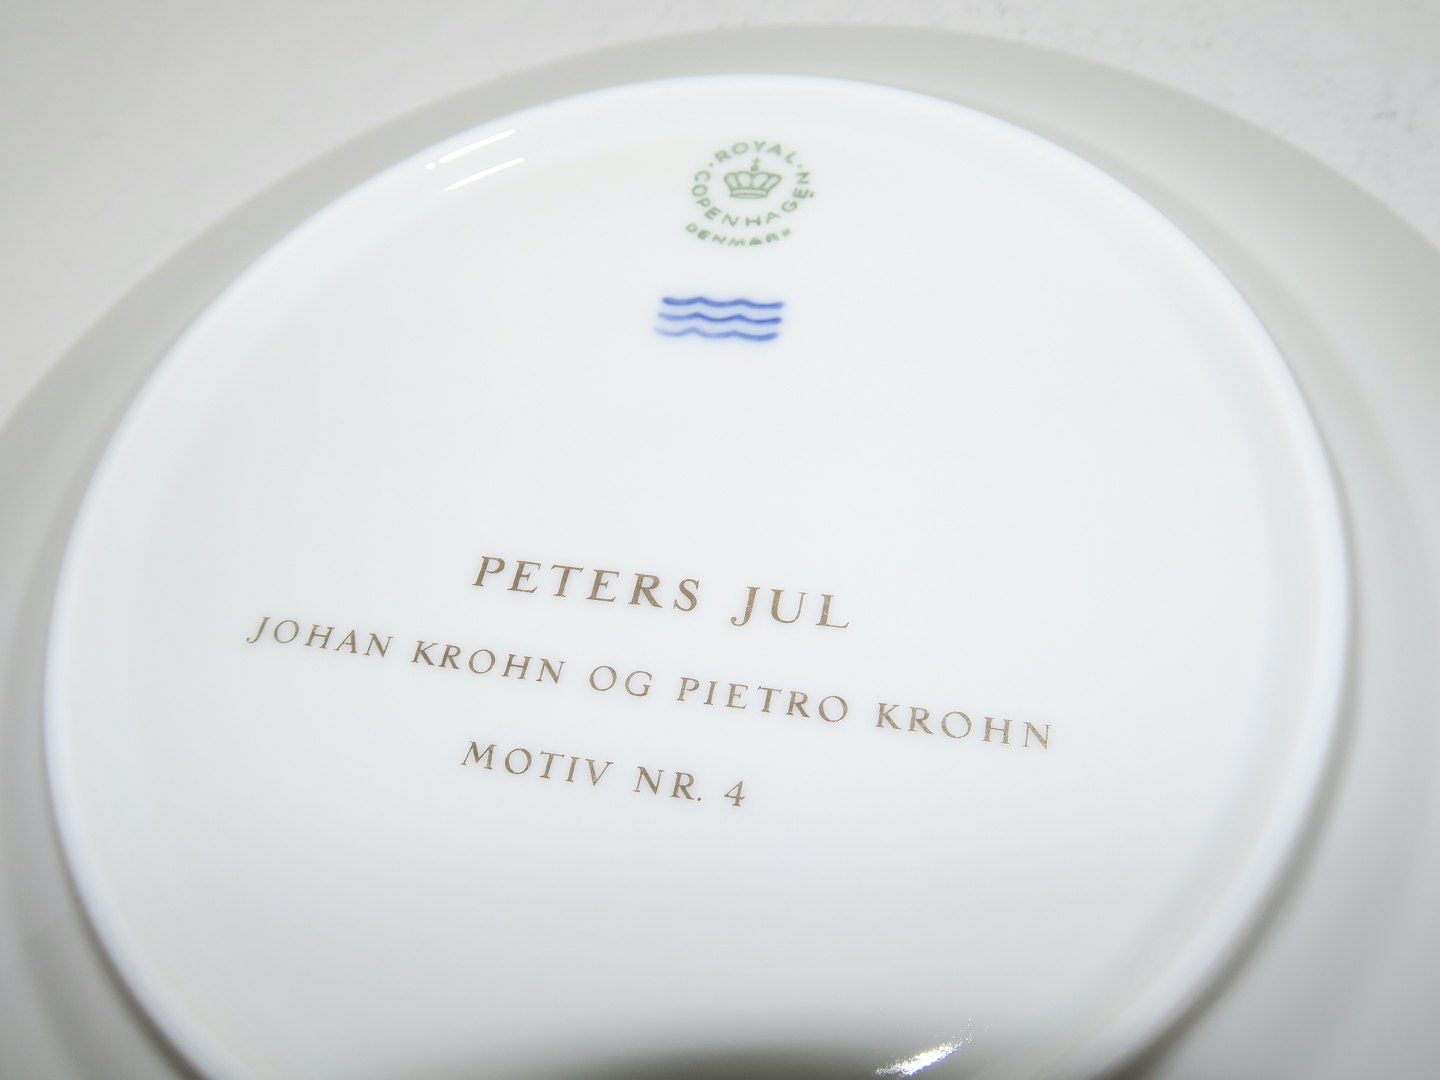 ROYAL
COPENHAGEN
DENMARK
PETERS JUL
JOHAN KROHN OG PIETRO KROHN
MOTIV NR. 4